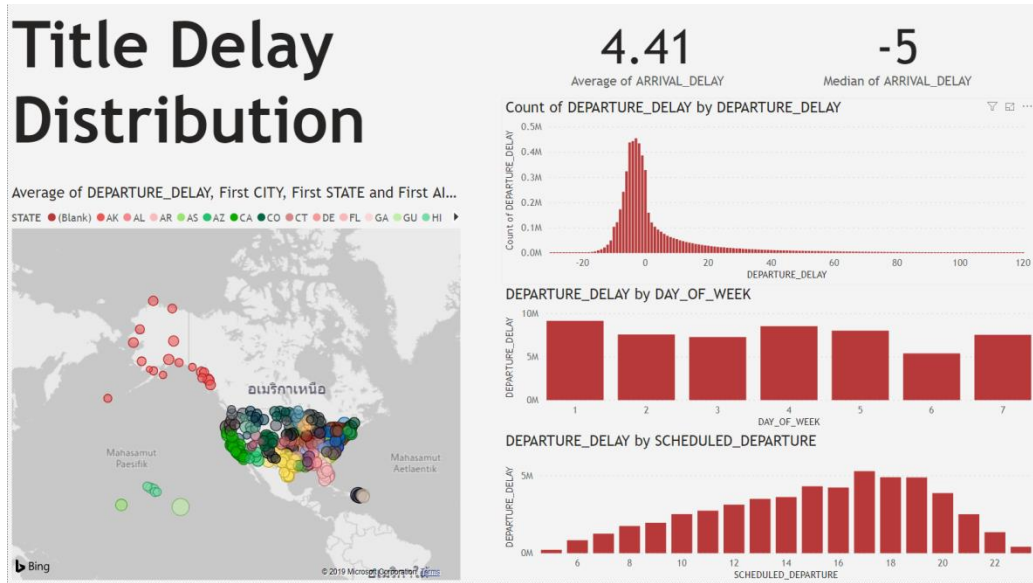 Title Delay
Distribution
4.41
Average of ARRIVAL_DELAY
-5
Median of ARRIVAL_DELAY
Average of DEPARTURE_DELAY, First CITY, First STATE and First AI...
STATE (Blank) AK AL AR AS AZ CA CO CT DE FL GA GU HI
อเมริกาเหนือ
Mahasamut
Paesifik
Mahasamut
Aetlaentik
Bing
© 2019 Microsoft Corporation Terms
Count of DEPARTURE_DELAY by DEPARTURE_DELAY
Count of DEPARTURE_DELAY
0.5M
0.4M
0.3M
0.2M
0.1M
0.0M
-20 0 20 40 60 80 100 120
DEPARTURE_DELAY
DEPARTURE_DELAY by DAY_OF_WEEK
DEPARTURE_DELAY
10M
5M
0M
1 2 3 4 5 6 7
DAY_OF_WEEK
DEPARTURE_DELAY by SCHEDULED_DEPARTURE
DEPARTURE_DELAY
5M
0M
6 8 10 12 14 16 18 20 22
SCHEDULED_DEPARTURE